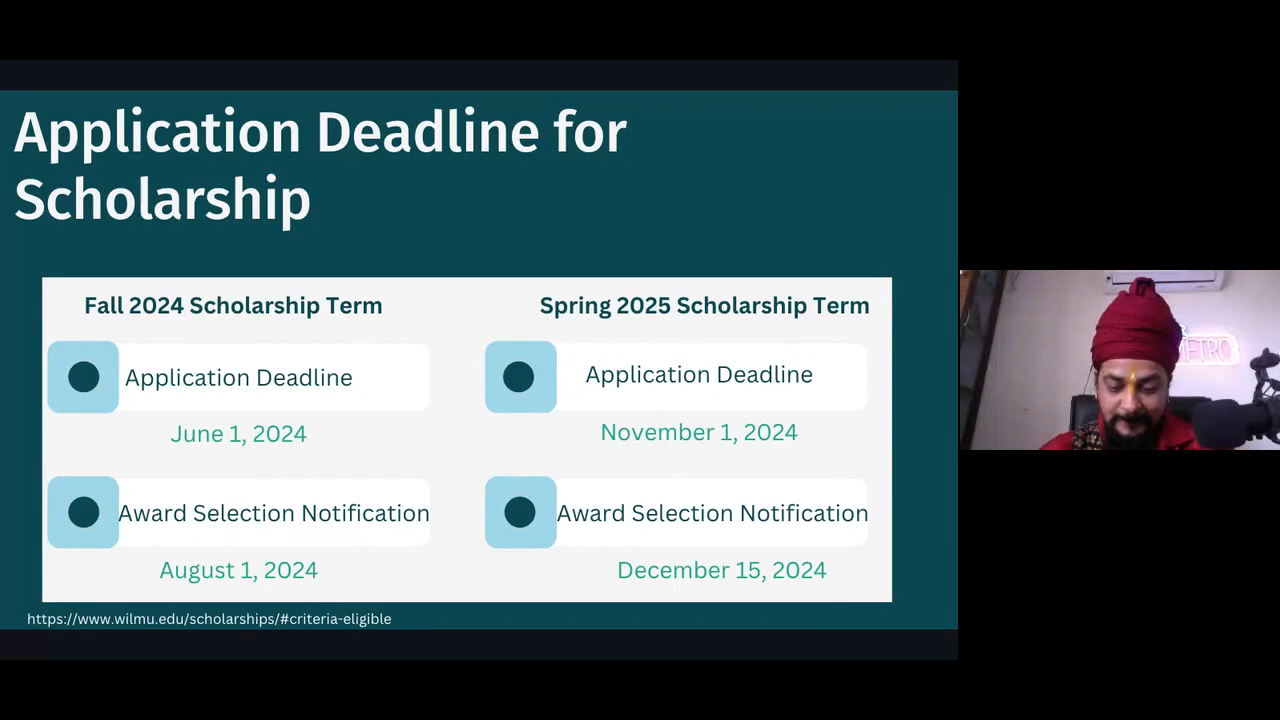 Application Deadline for
Scholarship
Fall 2024 Scholarship Term
Spring 2025 Scholarship Term
Application Deadline
Application Deadline
June 1, 2024
November 1, 2024
Award Selection Notification
Award Selection Notification
August 1, 2024
December 15, 2024
https://www.wilmu.edu/scholarships/#criteria-eligible